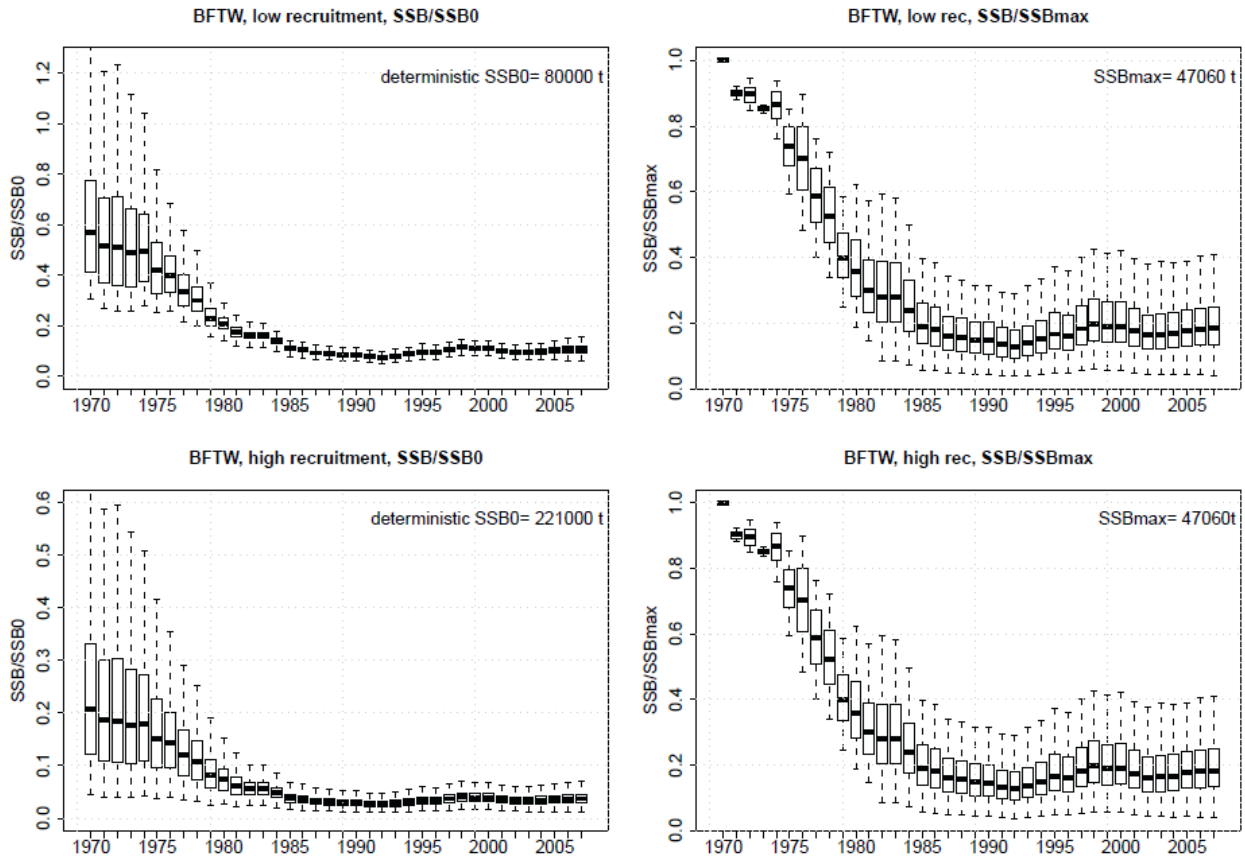 BFTW, low recruitment, SSB/SSB0
deterministic SSB0= 80000 t
SSB/SSB0
0.0 0.2 0.4 0.6 0.8 1.0 1.2
1970 1975 1980 1985 1990 1995 2000 2005
BFTW, low rec, SSB/SSBmax
SSBmax= 47060 t
SSB/SSBmax
0.0 0.2 0.4 0.6 0.8 1.0
1970 1975 1980 1985 1990 1995 2000 2005
BFTW, high recruitment, SSB/SSB0
deterministic SSB0= 221000 t
SSB/SSB0
0.0 0.1 0.2 0.3 0.4 0.5 0.6
1970 1975 1980 1985 1990 1995 2000 2005
BFTW, high rec, SSB/SSBmax
SSBmax= 47060t
SSB/SSBmax
0.0 0.2 0.4 0.6 0.8 1.0
1970 1975 1980 1985 1990 1995 2000 2005